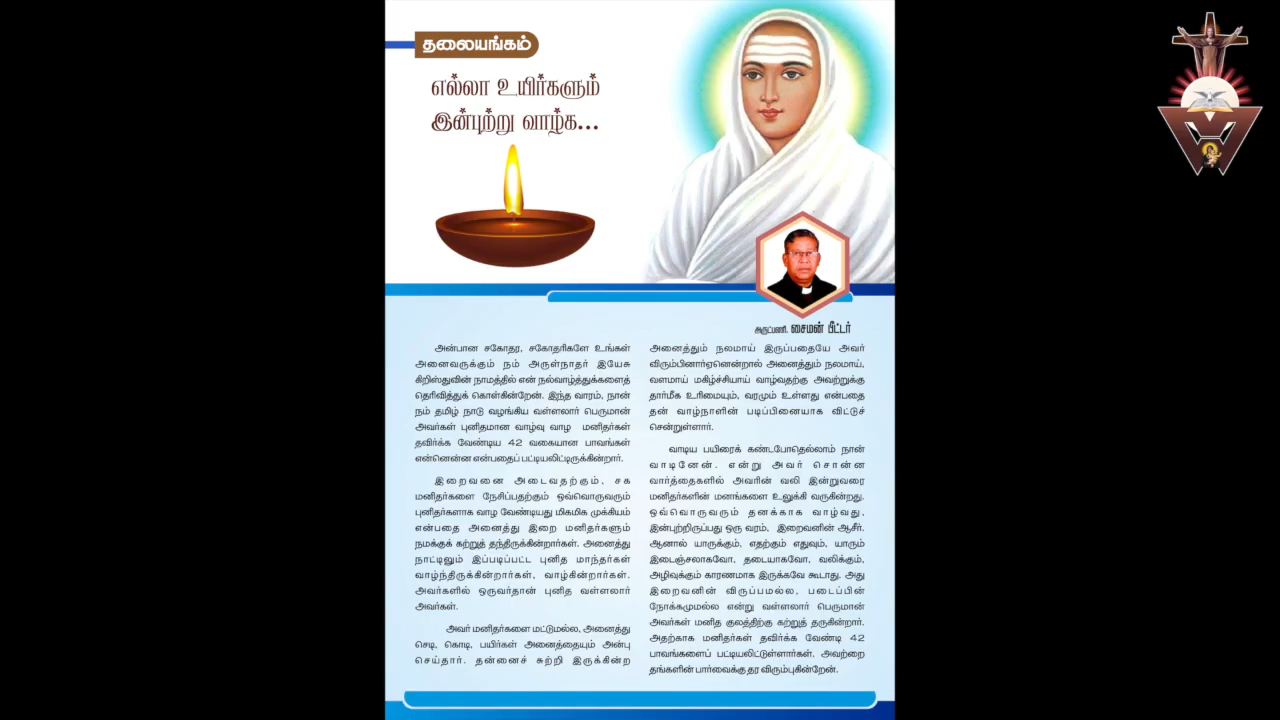 தலையங்கம்
எல்லா உயிர்களும்
இன்புற்று வாழ்க...
அருட்பணி. சைமன் பீட்டர்
அன்பான சகோதர, சகோதரிகளே உங்கள்
அனைவருக்கும் நம் அருள்நாதர் இயேசு
கிறிஸ்துவின் நாமத்தில் என் நல்வாழ்த்துக்களைத்
தெரிவித்துக் கொள்கின்றேன். இந்த வாரம், நான்
நம் தமிழ் நாடு வழங்கிய வள்ளலார் பெருமான்
அவர்கள் புனிதமான வாழ்வு வாழ மனிதர்கள்
தவிர்க்க வேண்டிய 42 வகையான பாவங்கள்
என்னென்ன என்பதைப் பட்டியலிட்டிருக்கின்றார்.
இறைவனை அடைவதற்கும், சக
மனிதர்களை நேசிப்பதற்கும் ஒவ்வொருவரும்
புனிதர்களாக வாழ வேண்டியது மிகமிக முக்கியம்
என்பதை அனைத்து இறை மனிதர்களும்
நமக்குக் கற்றுத் தந்திருக்கின்றார்கள். அனைத்து
நாட்டிலும் இப்படிப்பட்ட புனித மாந்தர்கள்
வாழ்ந்திருக்கின்றார்கள், வாழ்கின்றார்கள்.
அவர்களில் ஒருவர்தான் புனித வள்ளலார்
அவர்கள்.
அவர் மனிதர்களை மட்டுமல்ல, அனைத்து
செடி, கொடி, பயிர்கள் அனைத்தையும் அன்பு
செய்தார். தன்னைச் சுற்றி இருக்கின்ற
அனைத்தும் நலமாய் இருப்பதையே அவர்
விரும்பினார்ஏனென்றால் அனைத்தும் நலமாய்,
வளமாய் மகிழ்ச்சியாய் வாழ்வதற்கு அவற்றுக்கு
தார்மீக உரிமையும், வரமும் உள்ளது என்பதை
தன் வாழ்நாளின் படிப்பினையாக விட்டுச்
சென்றுள்ளார்.
வாடிய பயிரைக் கண்டபோதெல்லாம் நான்
வாடினேன். என்று அவர் சொன்ன
வார்த்தைகளில் அவரின் வலி இன்றுவரை
மனிதர்களின் மனங்களை உலுக்கி வருகின்றது.
ஒவ்வொருவரும் தனக்காக வாழ்வது,
இன்புற்றிருப்பது ஒரு வரம், இறைவனின் ஆசீர்.
ஆனால் யாருக்கும், எதற்கும் எதுவும், யாரும்
இடைஞ்சலாகவோ, தடையாகவோ, வலிக்கும்,
அழிவுக்கும் காரணமாக இருக்கவே கூடாது. அது
இறைவனின் விருப்பமல்ல, படைப்பின்
நோக்கமுமல்ல என்று வள்ளலார் பெருமான்
அவர்கள் மனித குலத்திற்கு கற்றுத் தருகின்றார்.
அதற்காக மனிதர்கள் தவிர்க்க வேண்டி 42
பாவங்களைப் பட்டியலிட்டுள்ளார்கள். அவற்றை
தங்களின் பார்வைக்கு தர விரும்புகின்றேன்.